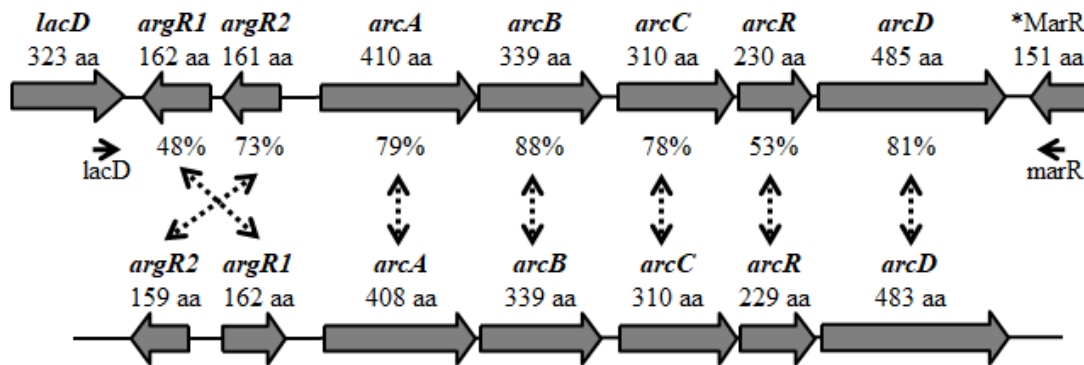 lacD argR1 argR2 arcA arcB arcC arcR arcD *MarR
323 aa 162 aa 161 aa 410 aa 339 aa 310 aa 230 aa 485 aa 151 aa
48% 73% 79% 88% 78% 53% 81%
lacD marR
argR2 argR1 arcA arcB arcC arcR arcD
159 aa 162 aa 408 aa 339 aa 310 aa 229 aa 483 aa